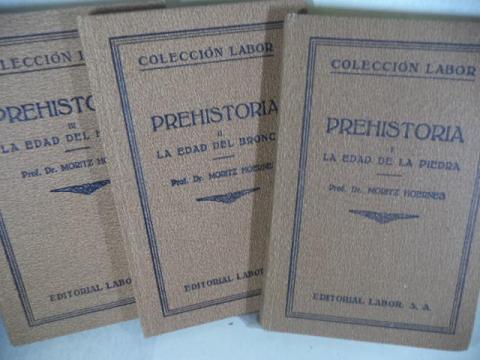 COLECCIÓN LABOR
PREHISTORIA
III
LA EDAD DEL
Prof. Dr. MORITZ
EDITORIAL LABOR
COLECCIÓN LABOR
PREHISTORIA
II
LA EDAD DEL BRONC
Prof. Dr. MORITZ HOERNES
EDITORIAL LABOR
COLECCIÓN LABOR
PREHISTORIA
I
LA EDAD DE LA PIEDRA
Prof. Dr. MORITZ HOERNES
EDITORIAL LABOR, S. A.